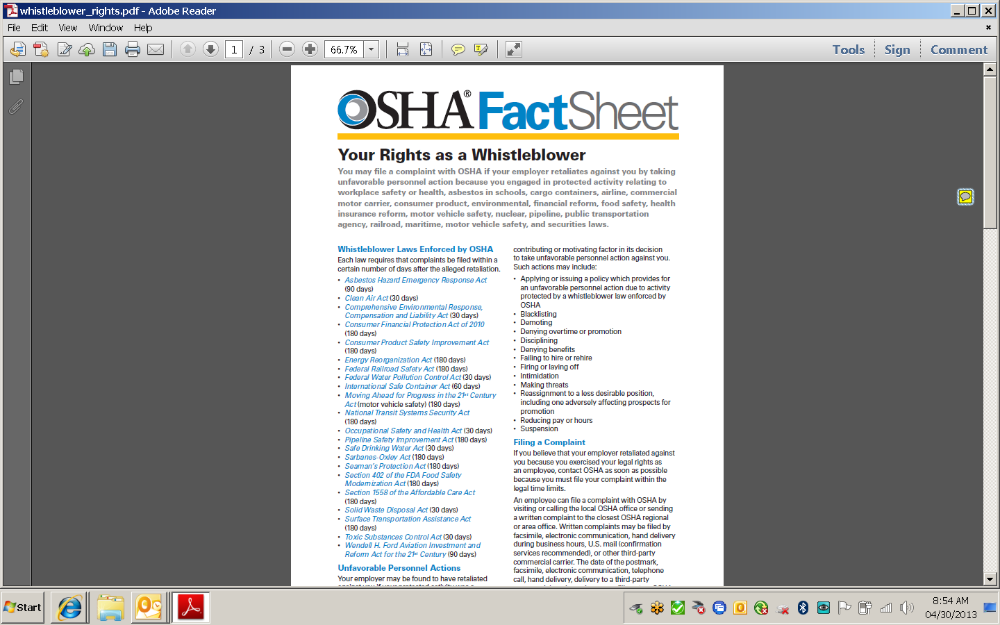 whistleblower_rights.pdf - Adobe Reader
File Edit View Window Help
1 / 3 66.7% Tools Sign Comment
OSHA® FactSheet
Your Rights as a Whistleblower
You may file a complaint with OSHA if your employer retaliates against you by taking
unfavorable personnel action because you engaged in protected activity relating to
workplace safety or health, asbestos in schools, cargo containers, airline, commercial
motor carrier, consumer product, environmental, financial reform, food safety, health
insurance reform, motor vehicle safety, nuclear, pipeline, public transportation
agency, railroad, maritime, motor vehicle safety, and securities laws.
Whistleblower Laws Enforced by OSHA
Each law requires that complaints be filed within a
certain number of days after the alleged retaliation.
• Asbestos Hazard Emergency Response Act
(90 days)
• Clean Air Act (30 days)
• Comprehensive Environmental Response,
Compensation and Liability Act (30 days)
• Consumer Financial Protection Act of 2010
(180 days)
• Consumer Product Safety Improvement Act
(180 days)
• Energy Reorganization Act (180 days)
• Federal Railroad Safety Act (180 days)
• Federal Water Pollution Control Act (30 days)
• International Safe Container Act (60 days)
• Moving Ahead for Progress in the 21st Century
Act (motor vehicle safety) (180 days)
• National Transit Systems Security Act
(180 days)
• Occupational Safety and Health Act (30 days)
• Pipeline Safety Improvement Act (180 days)
• Safe Drinking Water Act (30 days)
• Sarbanes-Oxley Act (180 days)
• Seaman's Protection Act (180 days)
• Section 402 of the FDA Food Safety
Modernization Act (180 days)
• Section 1558 of the Affordable Care Act
(180 days)
• Solid Waste Disposal Act (30 days)
• Surface Transportation Assistance Act
(180 days)
• Toxic Substances Control Act (30 days)
• Wendell H. Ford Aviation Investment and
Reform Act for the 21st Century (90 days)
Unfavorable Personnel Actions
Your employer may be found to have retaliated
against you if your protected activity was a
contributing or motivating factor in its decision
to take unfavorable personnel action against you.
Such actions may include:
• Applying or issuing a policy which provides for
an unfavorable personnel action due to activity
protected by a whistleblower law enforced by
OSHA
• Blacklisting
• Demoting
• Denying overtime or promotion
• Disciplining
• Denying benefits
• Failing to hire or rehire
• Firing or laying off
• Intimidation
• Making threats
• Reassignment to a less desirable position,
including one adversely affecting prospects for
promotion
• Reducing pay or hours
• Suspension
Filing a Complaint
If you believe that your employer retaliated against
you because you exercised your legal rights as
an employee, contact OSHA as soon as possible
because you must file your complaint within the
legal time limits.
An employee can file a complaint with OSHA by
visiting or calling the local OSHA office or sending
a written complaint to the closest OSHA regional
or area office. Written complaints may be filed by
facsimile, electronic communication, hand delivery
during business hours, U.S. mail (confirmation
services recommended), or other third-party
commercial carrier. The date of the postmark,
facsimile, electronic communication, telephone
call, hand delivery, delivery to a third-party
Start
8:54 AM
04/30/2013